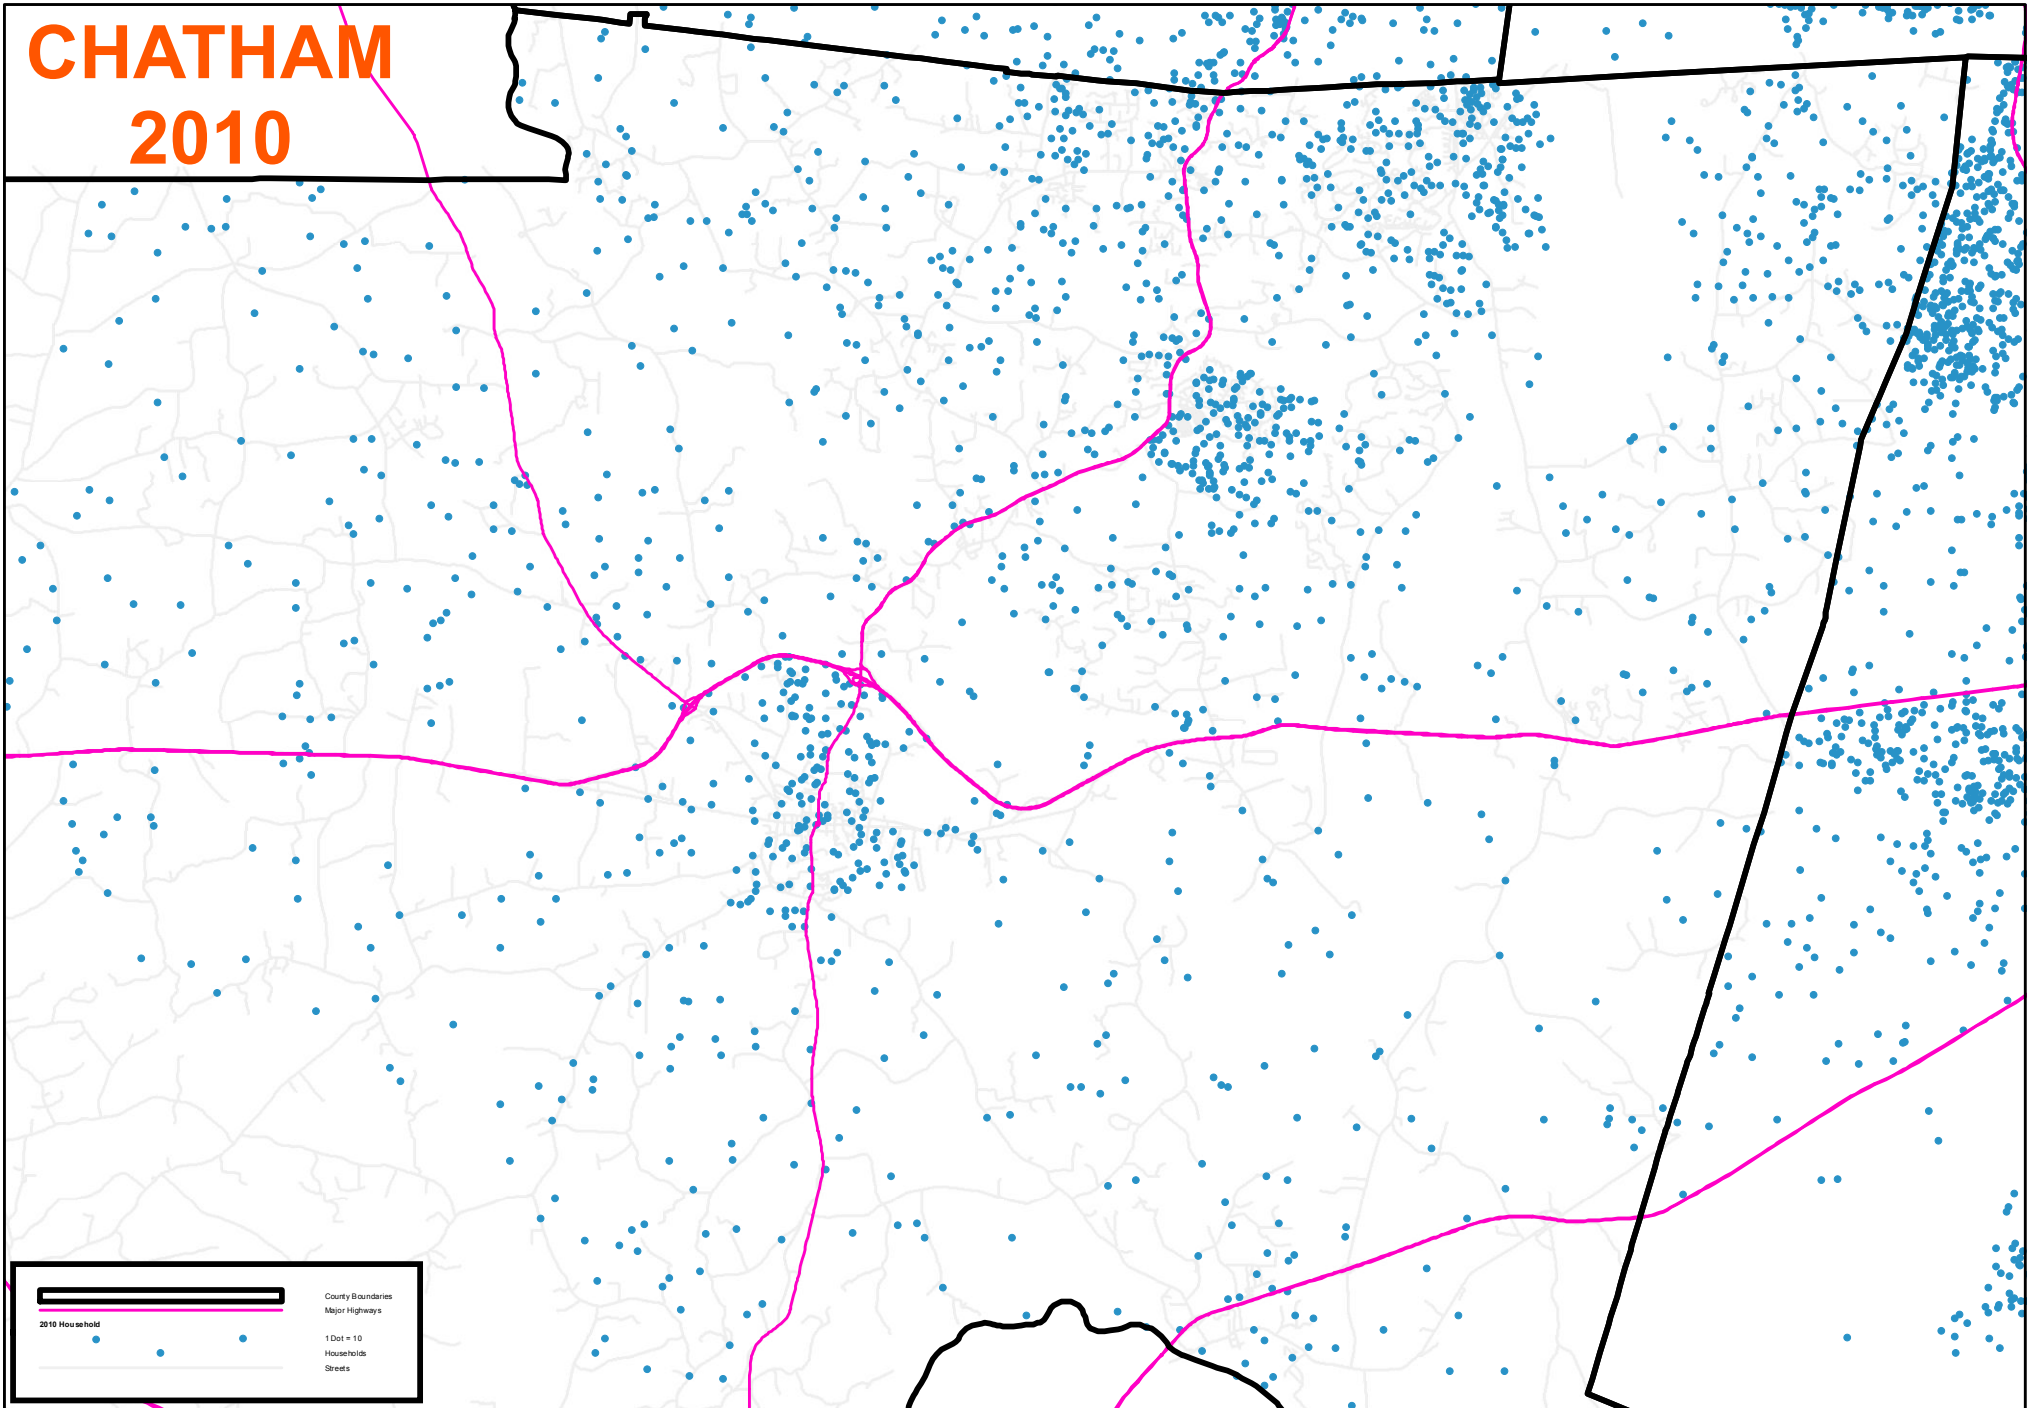 CHATHAM
2010
County Boundaries
Major Highways
2010 Household
1 Dot = 10
Households
Streets